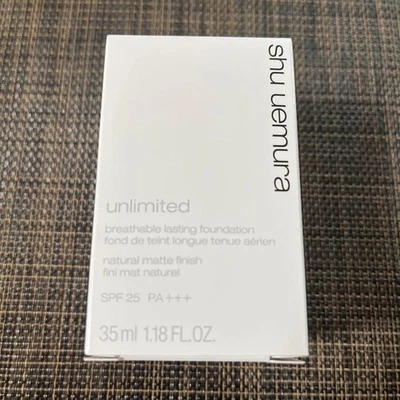 shu uemura
unlimited
breathable lasting foundation
fond de teint longue tenue aérien
natural matte finish
fini mat naturel
SPF 25 PA+++
35 ml 1.18 FL.OZ.